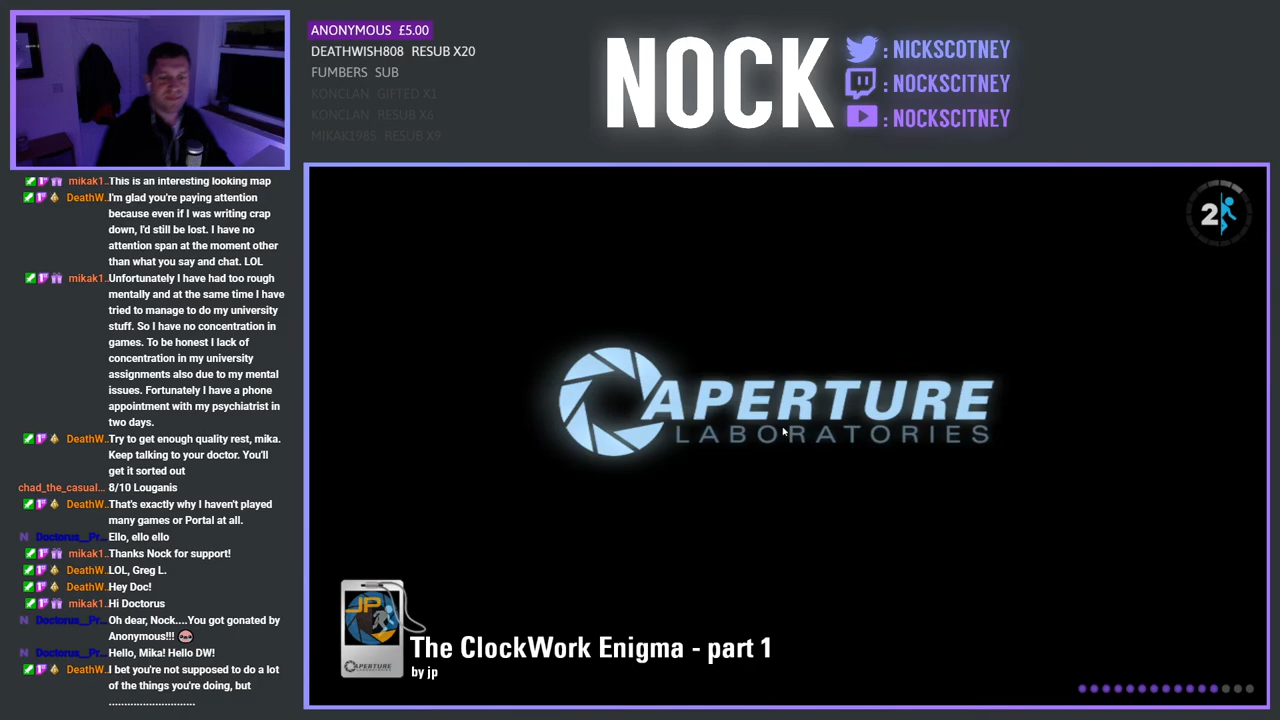 ANONYMOUS £5.00
DEATHWISH808 RESUB X20
FUMBERS SUB
KONCLAN GIFTED X1
KONCLAN RESUB X6
MIKAK1985 RESUB X9
NOCK
: NICKSCOTNEY
: NOCKSCITNEY
: NOCKSCITNEY
mikak1.. This is an interesting looking map
DeathW.. I'm glad you're paying attention
because even if I was writing crap
down, I'd still be lost. I have no
attention span at the moment other
than what you say and chat. LOL
mikak1.. Unfortunately I have had too rough
mentally and at the same time I have
tried to manage to do my university
stuff. So I have no concentration in
games. To be honest I lack of
concentration in my university
assignments also due to my mental
issues. Fortunately I have a phone
appointment with my psychiatrist in
two days.
DeathW.. Try to get enough quality rest, mika.
Keep talking to your doctor. You'll
get it sorted out
chad_the_casual... 8/10 Louganis
DeathW.. That's exactly why I haven't played
many games or Portal at all.
Doctorus__Pr... Ello, ello ello
mikak1.. Thanks Nock for support!
DeathW.. LOL, Greg L.
DeathW.. Hey Doc!
mikak1.. Hi Doctorus
Doctorus__Pr... Oh dear, Nock....You got gonated by
Anonymous!!!
Doctorus__Pr... Hello, Mika! Hello DW!
DeathW.. I bet you're not supposed to do a lot
of the things you're doing, but
...........................
2
APERTURE
LABORATORIES
JP
APERTURE
The ClockWork Enigma - part 1
by jp